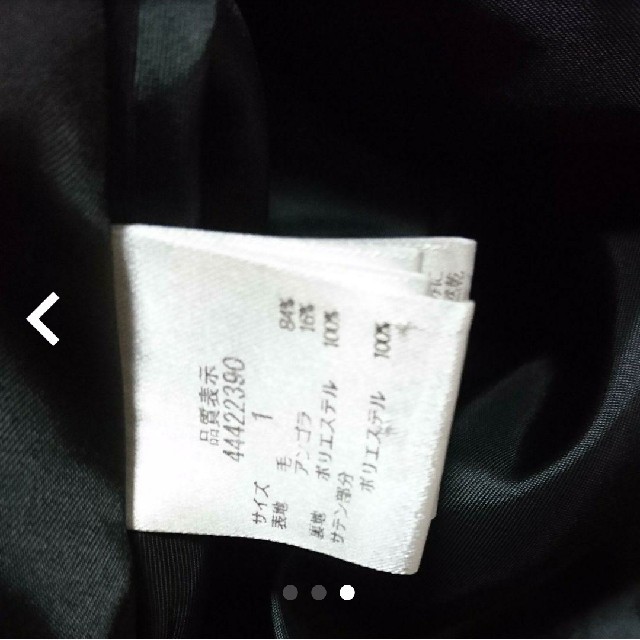 品質表示
44422390
サイズ 1
表地 毛 84%
アンゴラ 16%
裏地 ポリエステル 100%
サテン部分
ポリエステル 100%